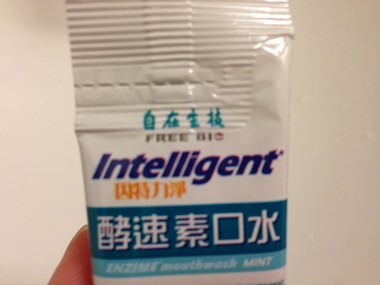 自在生技
FREE BIO
Intelligent
因特力淨
酵速素口水
ENZIME mouthwash MINT